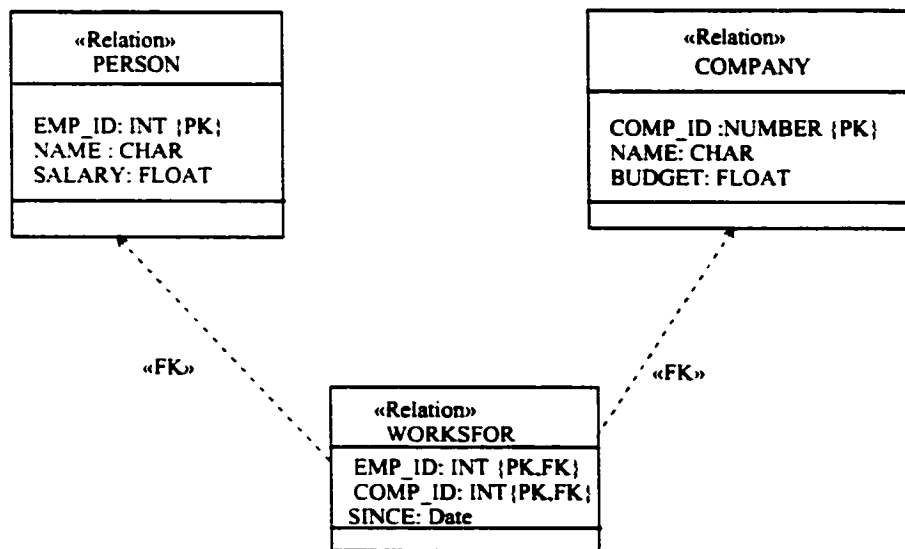 «Relation»
PERSON
EMP_ID: INT {PK}
NAME : CHAR
SALARY: FLOAT
«Relation»
COMPANY
COMP_ID :NUMBER {PK}
NAME: CHAR
BUDGET: FLOAT
«FK»
«FK»
«Relation»
WORKSFOR
EMP_ID: INT {PK,FK}
COMP_ID: INT{PK,FK}
SINCE: Date